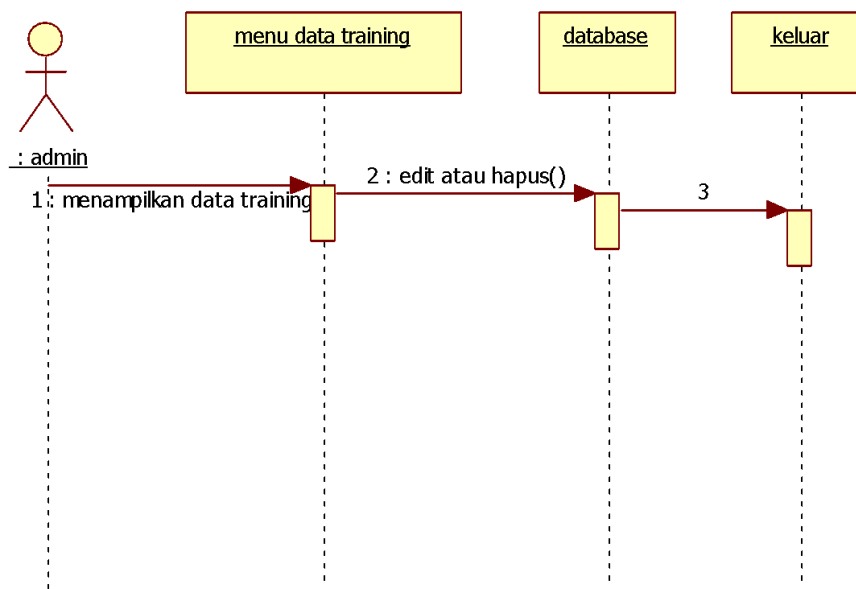 menu data training
database
keluar
: admin
1 : menampilkan data training
2 : edit atau hapus()
3